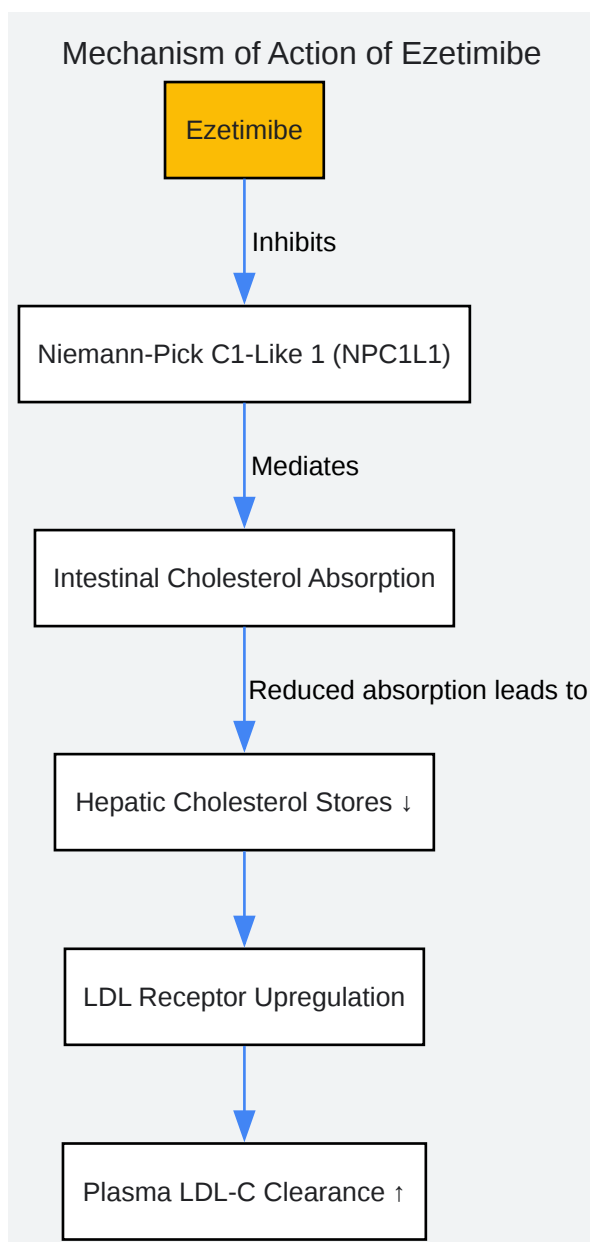 Mechanism of Action of Ezetimibe
Ezetimibe
Inhibits
Niemann-Pick C1-Like 1 (NPC1L1)
Mediates
Intestinal Cholesterol Absorption
Reduced absorption leads to
Hepatic Cholesterol Stores ↓
LDL Receptor Upregulation
Plasma LDL-C Clearance ↑